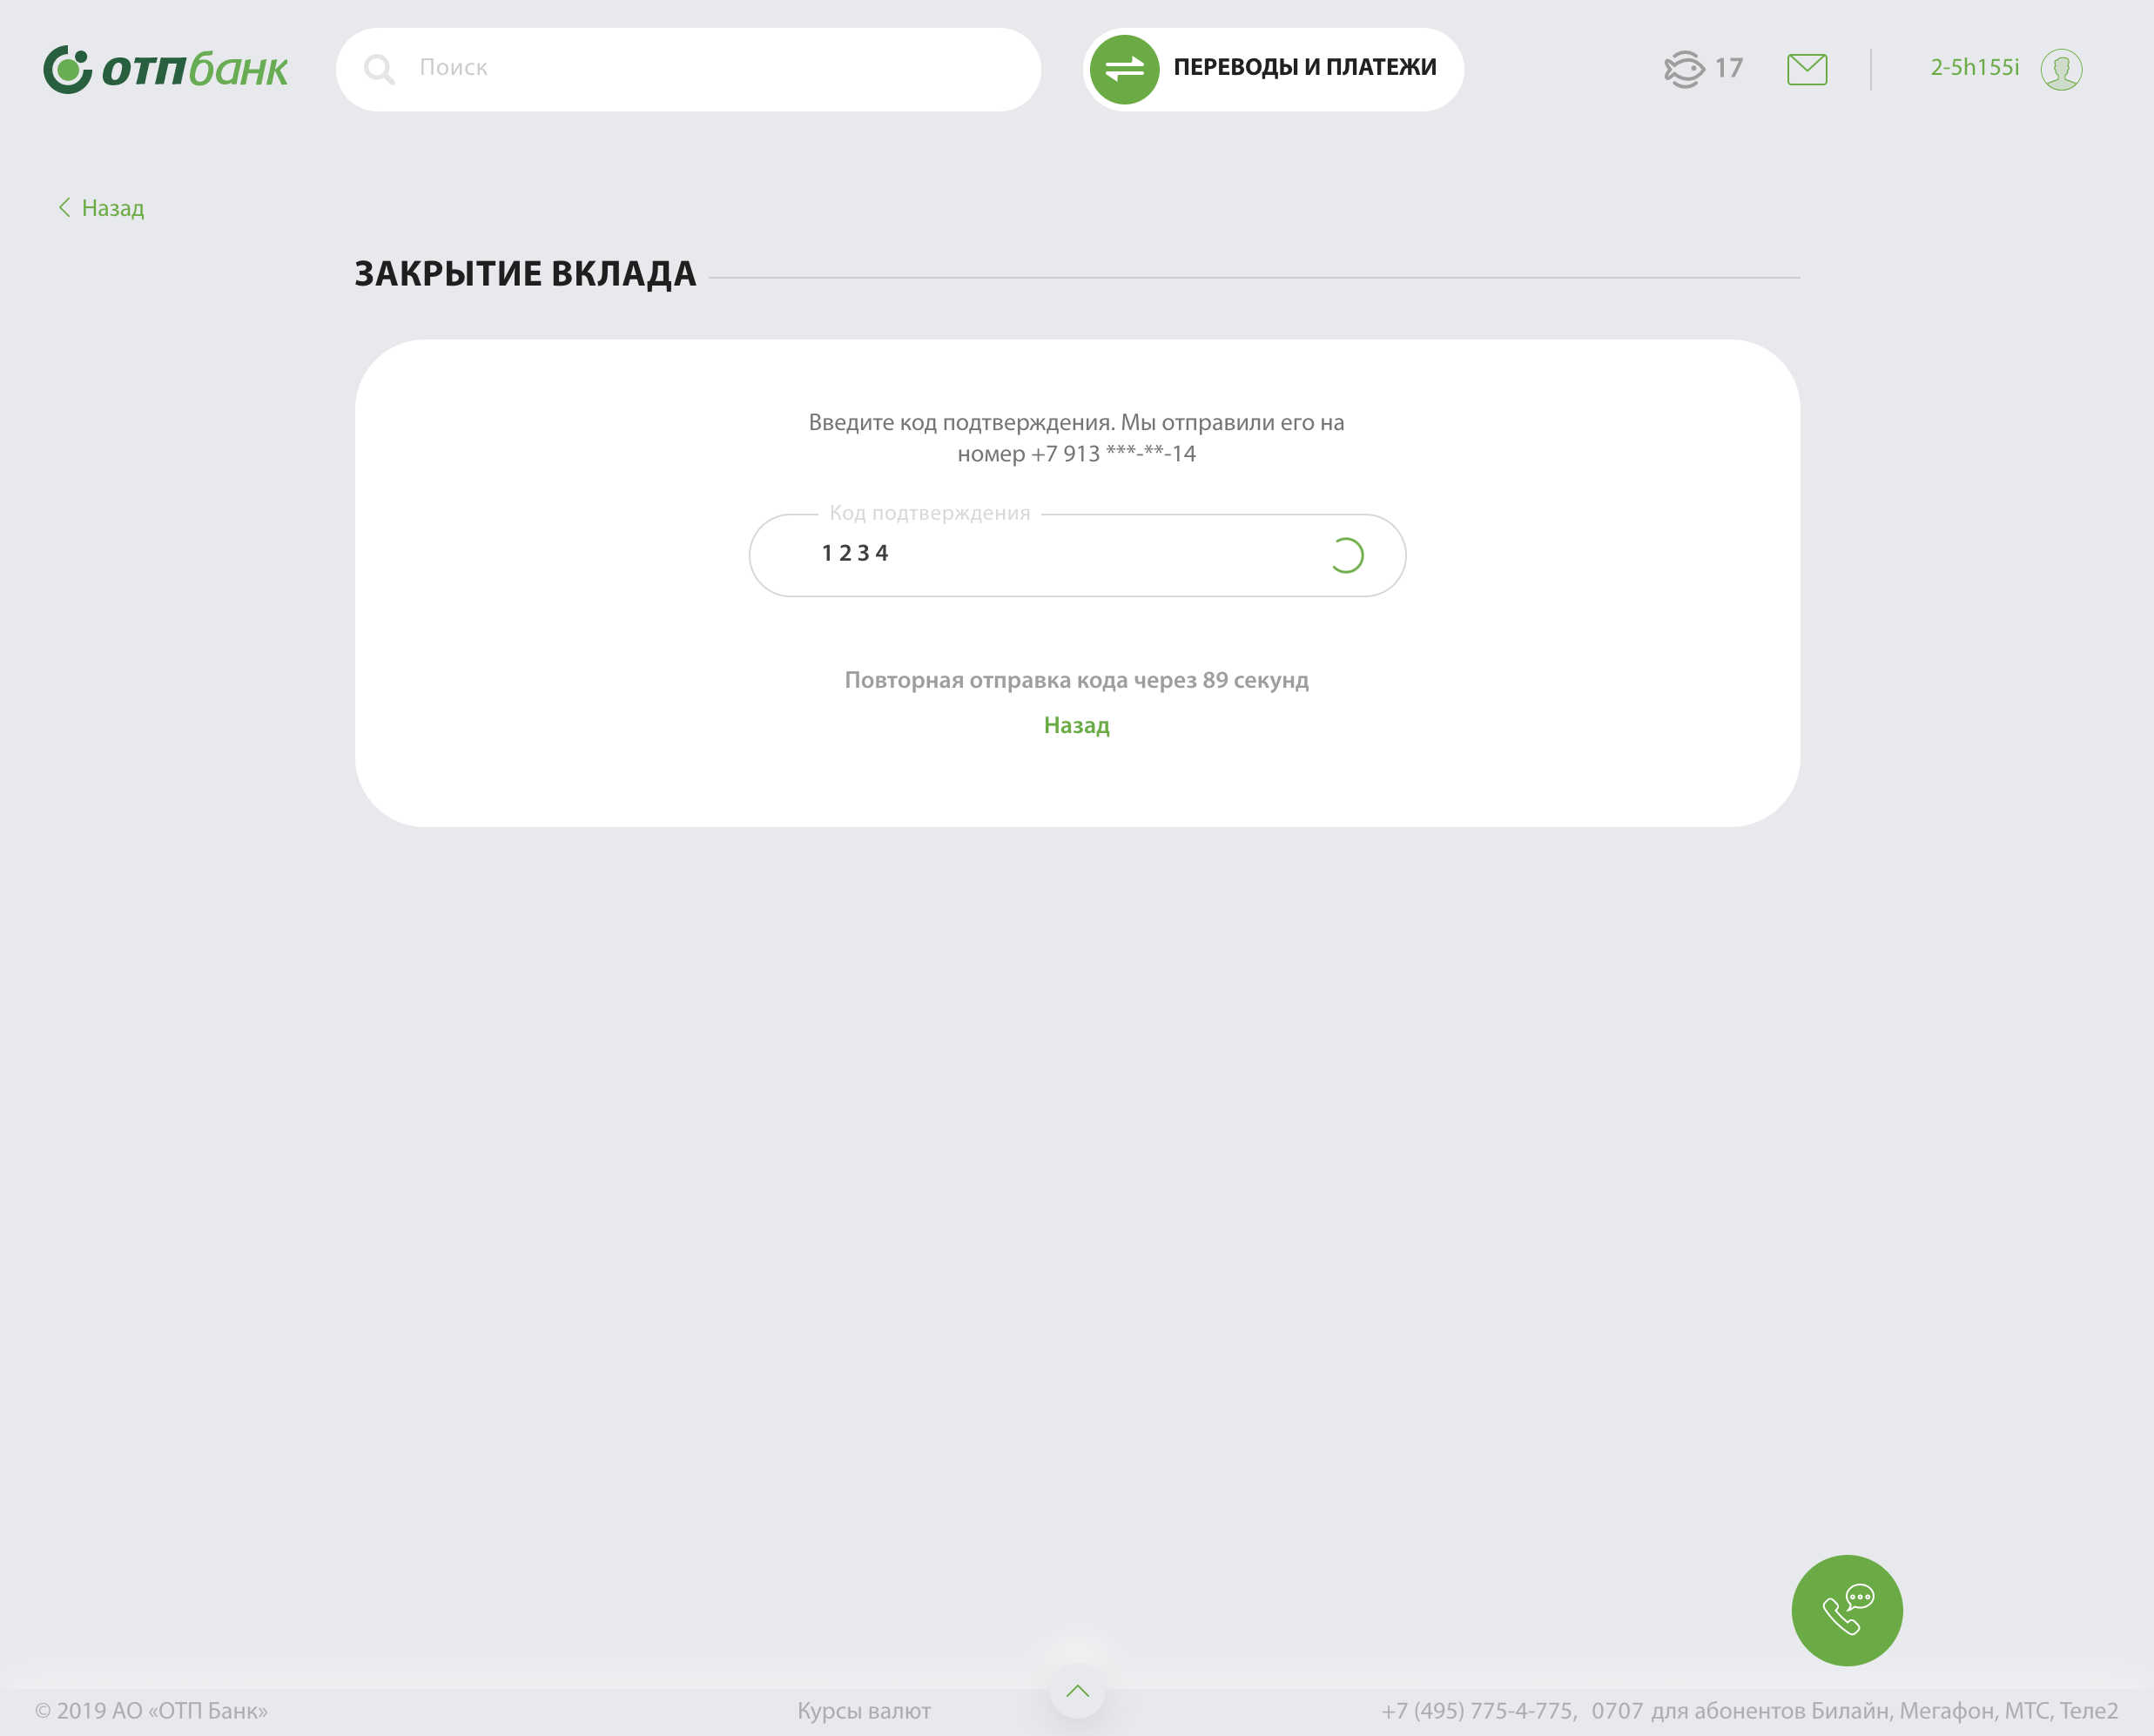 отпбанк
Поиск
ПЕРЕВОДЫ И ПЛАТЕЖИ
17
2-5h155i
Назад
ЗАКРЫТИЕ ВКЛАДА
Введите код подтверждения. Мы отправили его на
номер +7 913 ***-**-14
Код подтверждения
1 2 3 4
Повторная отправка кода через 89 секунд
Назад
© 2019 АО «ОТП Банк»
Курсы валют
+7 (495) 775-4-775, 0707 для абонентов Билайн, Мегафон, МТС, Теле2